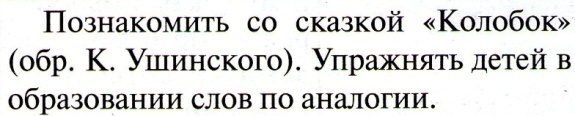 Познакомить со сказкой «Колобок»
(обр. К. Ушинского). Упражнять детей в
образовании слов по аналогии.